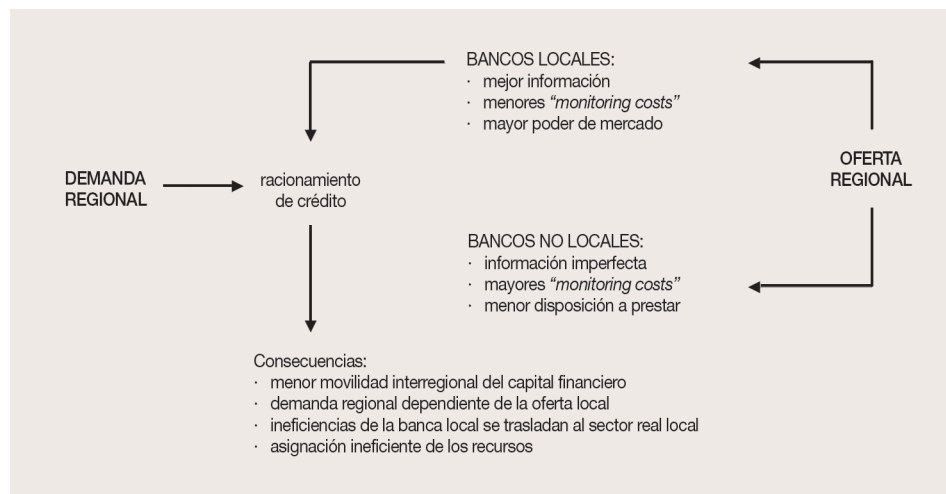 BANCOS LOCALES:
· mejor información
· menores “monitoring costs”
· mayor poder de mercado
DEMANDA
REGIONAL
racionamiento
de crédito
OFERTA
REGIONAL
BANCOS NO LOCALES:
· información imperfecta
· mayores “monitoring costs”
· menor disposición a prestar
Consecuencias:
· menor movilidad interregional del capital financiero
· demanda regional dependiente de la oferta local
· ineficiencias de la banca local se trasladan al sector real local
· asignación ineficiente de los recursos